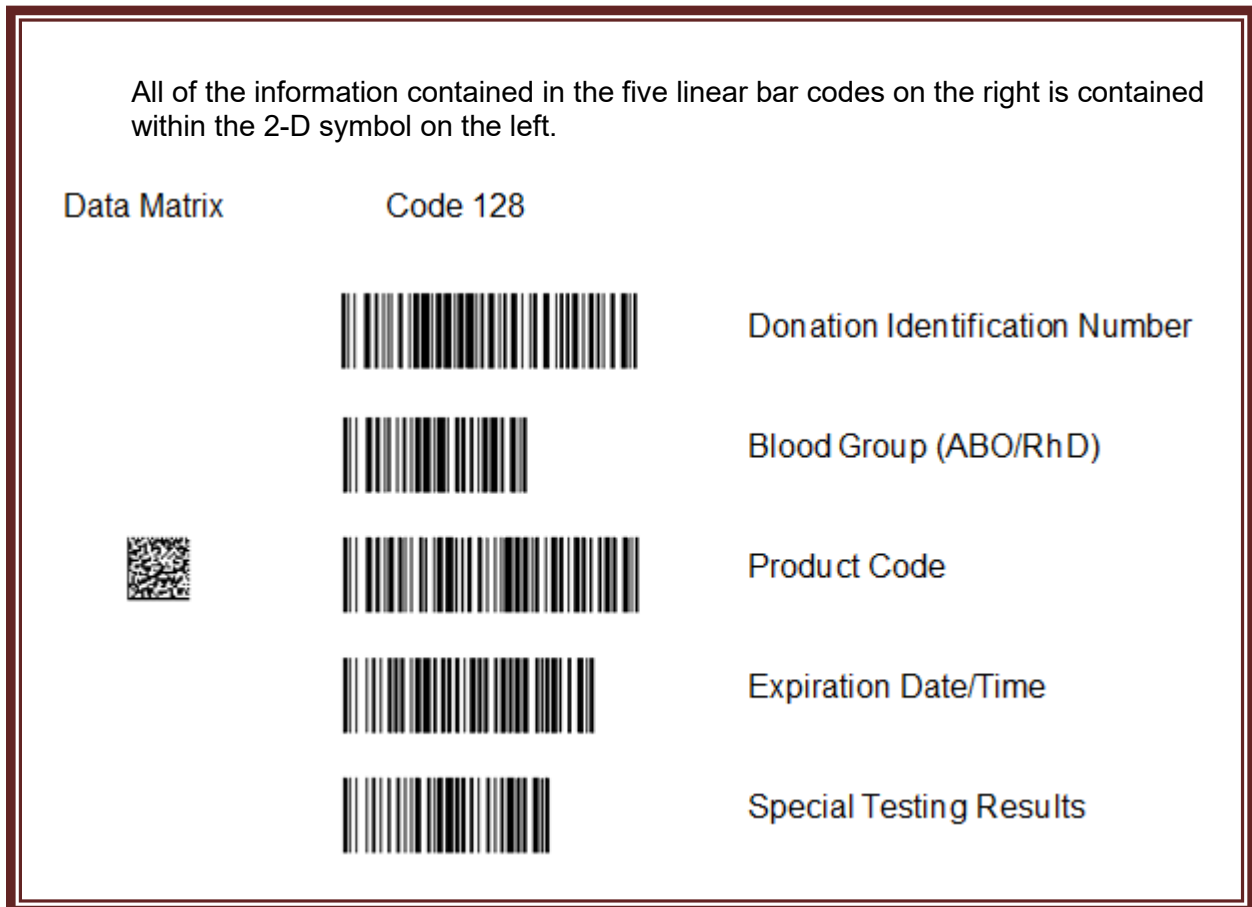 All of the information contained in the five linear bar codes on the right is contained
within the 2-D symbol on the left.
Data Matrix
Code 128
Donation Identification Number
Blood Group (ABO/RhD)
Product Code
Expiration Date/Time
Special Testing Results